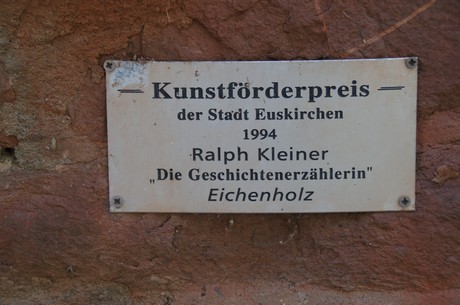 — Kunstförderpreis —
der Stadt Euskirchen
1994
Ralph Kleiner
„Die Geschichtenerzählerin"
Eichenholz